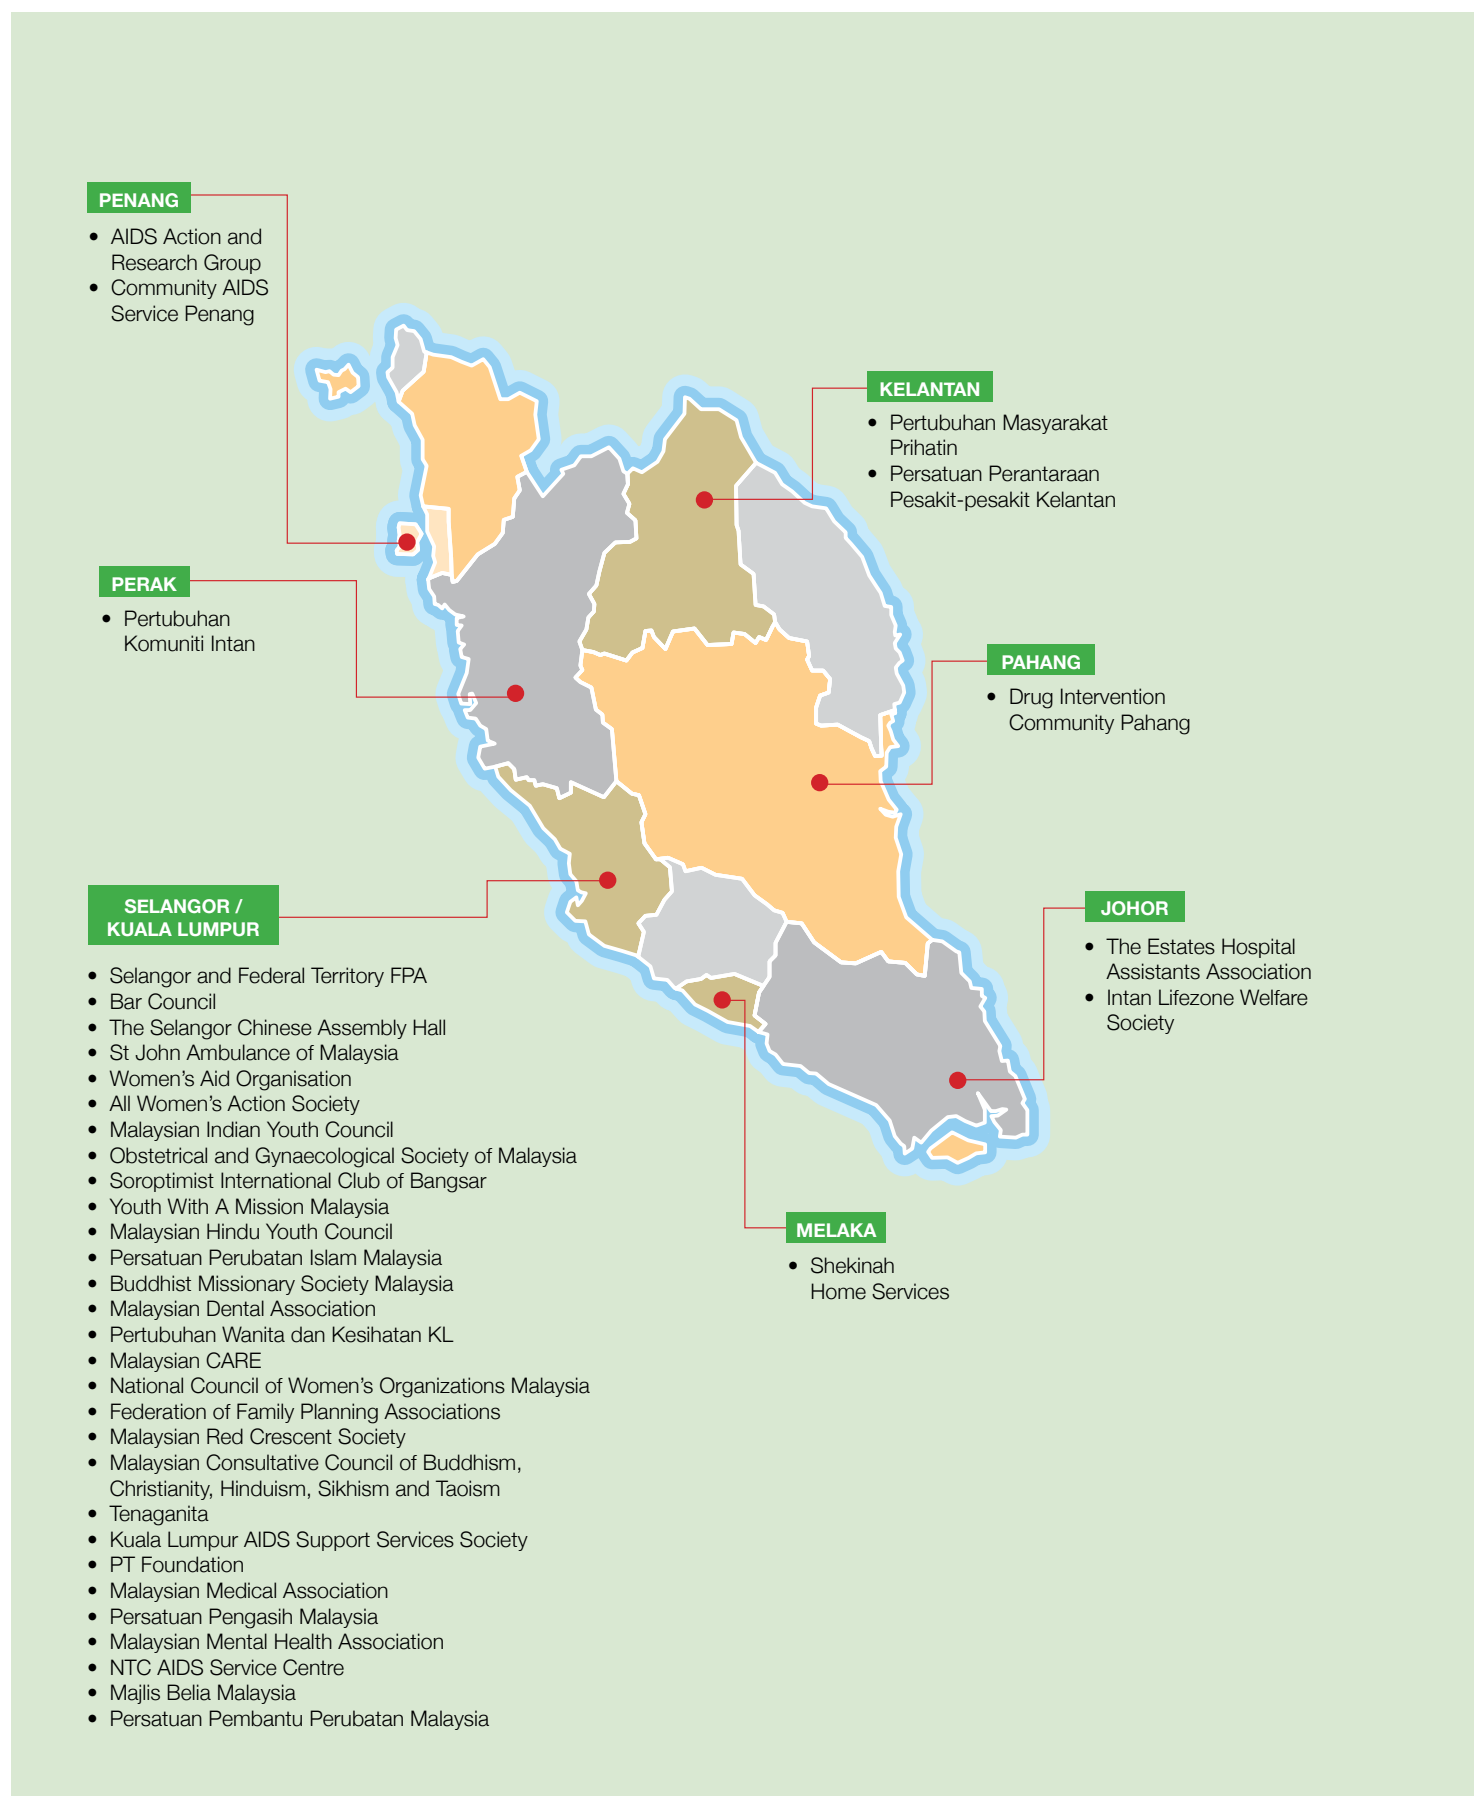 PENANG
• AIDS Action and
Research Group
• Community AIDS
Service Penang
KELANTAN
• Pertubuhan Masyarakat
Prihatin
• Persatuan Perantaraan
Pesakit-pesakit Kelantan
PERAK
• Pertubuhan
Komuniti Intan
PAHANG
• Drug Intervention
Community Pahang
SELANGOR /
KUALA LUMPUR
• Selangor and Federal Territory FPA
• Bar Council
• The Selangor Chinese Assembly Hall
• St John Ambulance of Malaysia
• Women’s Aid Organisation
• All Women’s Action Society
• Malaysian Indian Youth Council
• Obstetrical and Gynaecological Society of Malaysia
• Soroptimist International Club of Bangsar
• Youth With A Mission Malaysia
• Malaysian Hindu Youth Council
• Persatuan Perubatan Islam Malaysia
• Buddhist Missionary Society Malaysia
• Malaysian Dental Association
• Pertubuhan Wanita dan Kesihatan KL
• Malaysian CARE
• National Council of Women’s Organizations Malaysia
• Federation of Family Planning Associations
• Malaysian Red Crescent Society
• Malaysian Consultative Council of Buddhism,
Christianity, Hinduism, Sikhism and Taoism
• Tenaganita
• Kuala Lumpur AIDS Support Services Society
• PT Foundation
• Malaysian Medical Association
• Persatuan Pengasih Malaysia
• Malaysian Mental Health Association
• NTC AIDS Service Centre
• Majlis Belia Malaysia
• Persatuan Pembantu Perubatan Malaysia
JOHOR
• The Estates Hospital
Assistants Association
• Intan Lifezone Welfare
Society
MELAKA
• Shekinah
Home Services